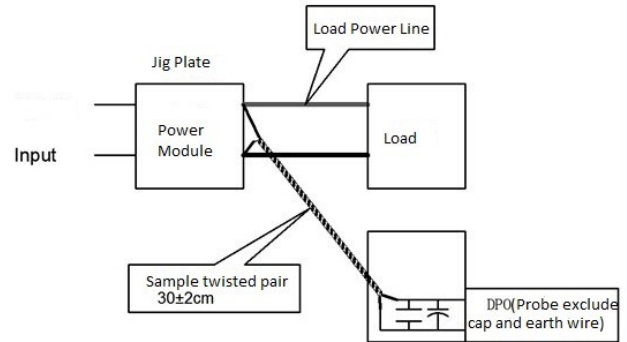 Load Power Line
Jig Plate
Power
Module
Load
Input
Sample twisted pair
30±2cm
DPO(Probe exclude
cap and earth wire)